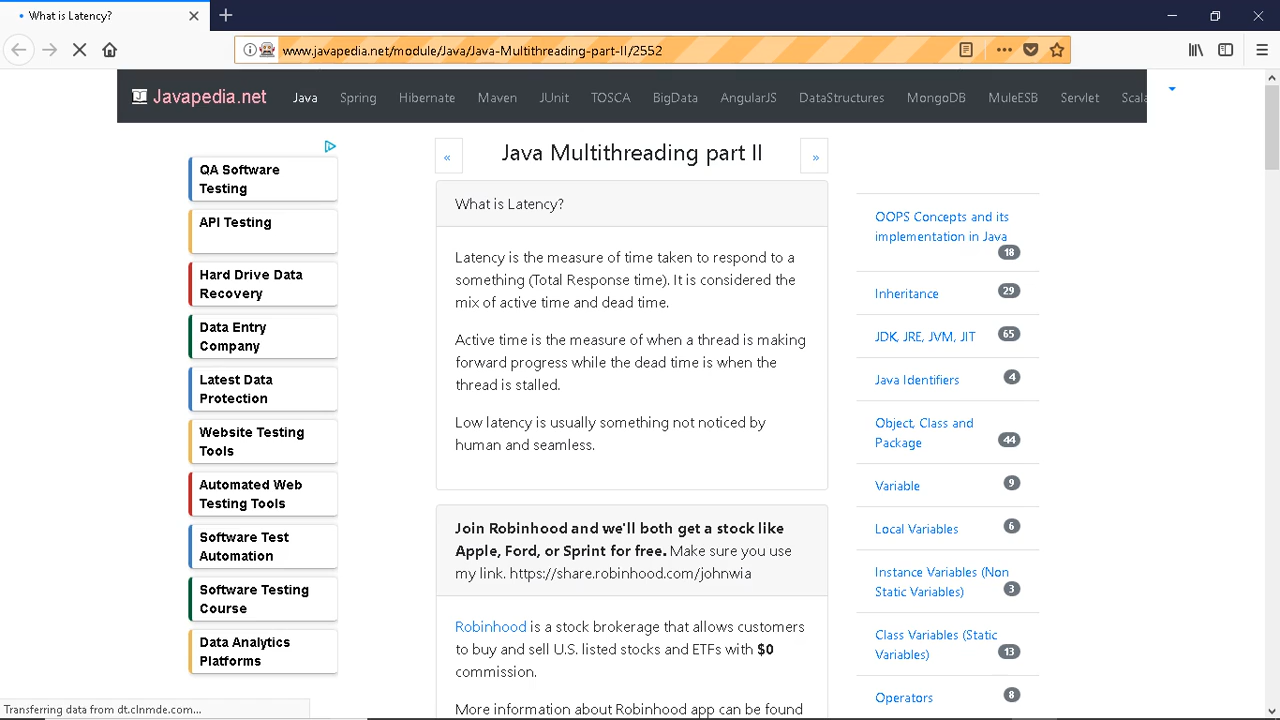 What is Latency?
www.javapedia.net/module/Java/Java-Multithreading-part-II/2552
Javapedia.net
Java
Spring
Hibernate
Maven
JUnit
TOSCA
BigData
AngularJS
DataStructures
MongoDB
MuleESB
Servlet
Scala
QA Software
Testing
API Testing
Hard Drive Data
Recovery
Data Entry
Company
Latest Data
Protection
Website Testing
Tools
Automated Web
Testing Tools
Software Test
Automation
Software Testing
Course
Data Analytics
Platforms
«
Java Multithreading part II
»
What is Latency?
Latency is the measure of time taken to respond to a
something (Total Response time). It is considered the
mix of active time and dead time.
Active time is the measure of when a thread is making
forward progress while the dead time is when the
thread is stalled.
Low latency is usually something not noticed by
human and seamless.
Join Robinhood and we'll both get a stock like
Apple, Ford, or Sprint for free. Make sure you use
my link. https://share.robinhood.com/johnwia
Robinhood is a stock brokerage that allows customers
to buy and sell U.S. listed stocks and ETFs with $0
commission.
More information about Robinhood app can be found
OOPS Concepts and its
implementation in Java
18
Inheritance 29
JDK, JRE, JVM, JIT 65
Java Identifiers 4
Object, Class and
Package 44
Variable 9
Local Variables 6
Instance Variables (Non
Static Variables) 3
Class Variables (Static
Variables) 13
Operators 8
Transferring data from dt.clnmde.com...